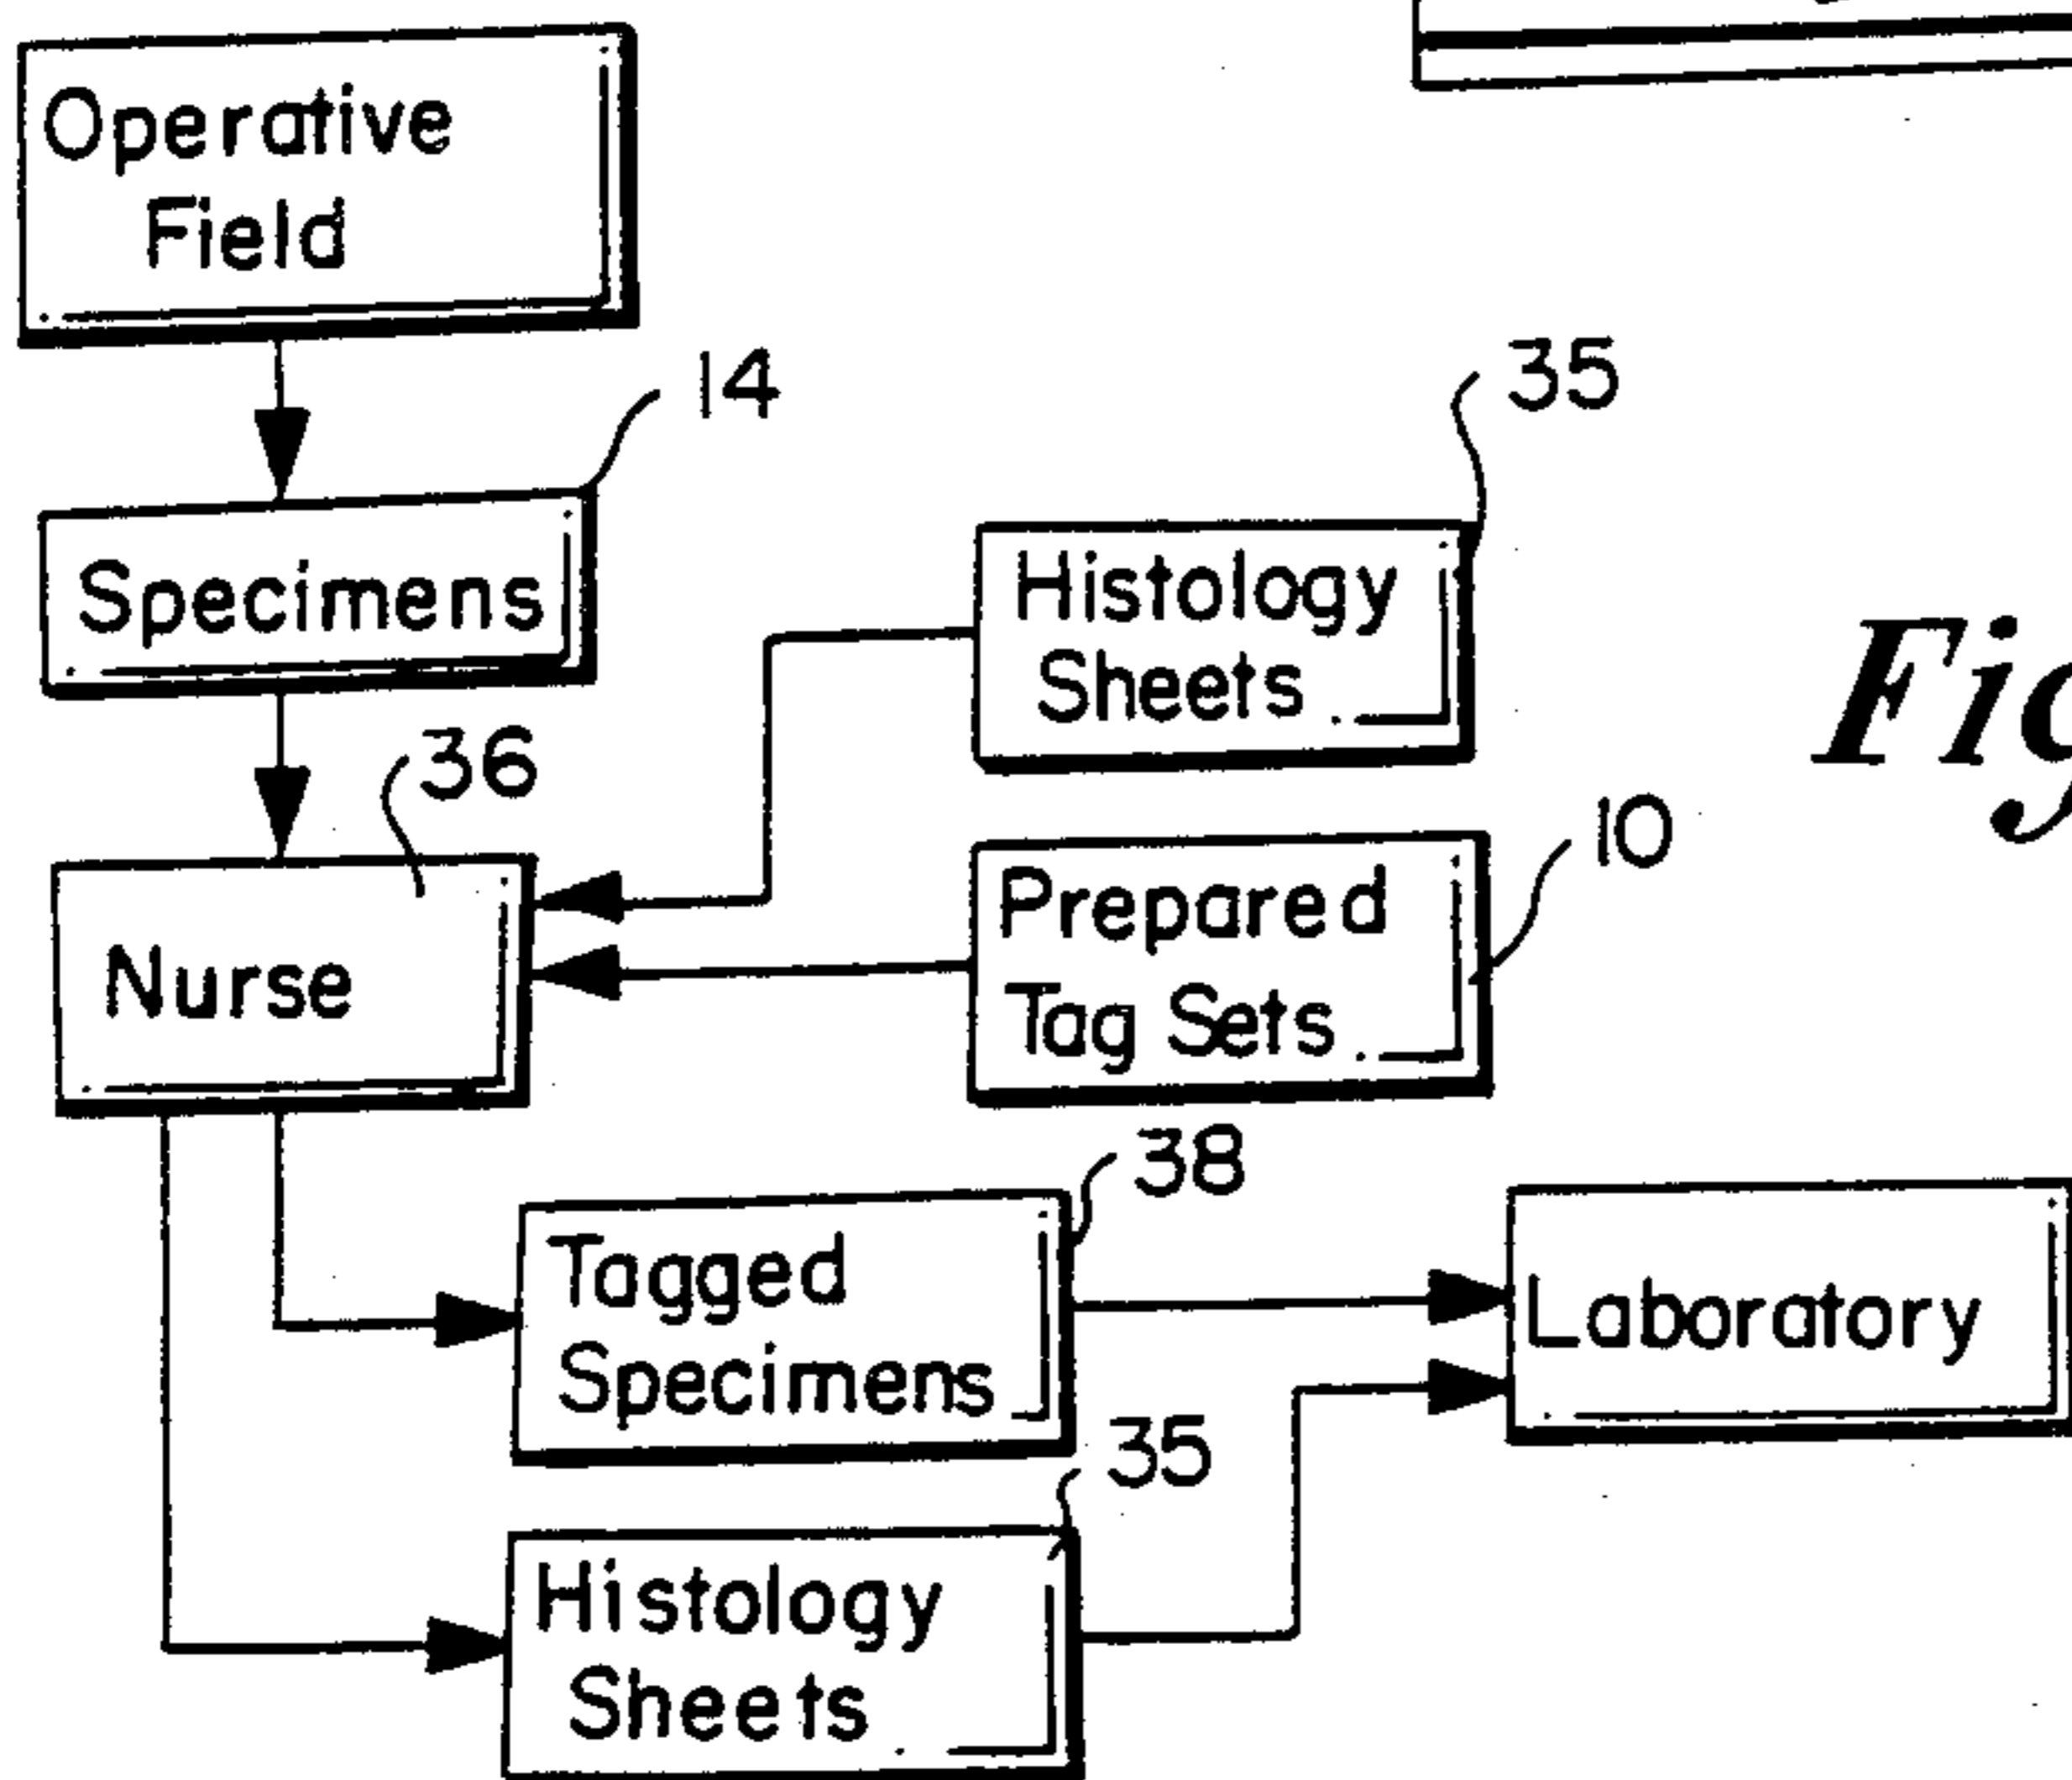 Operative
Field
14
Specimens
35
Histology
Sheets
Fig
36
Nurse
10
Prepared
Tag Sets
38
Tagged
Specimens
Laboratory
35
Histology
Sheets